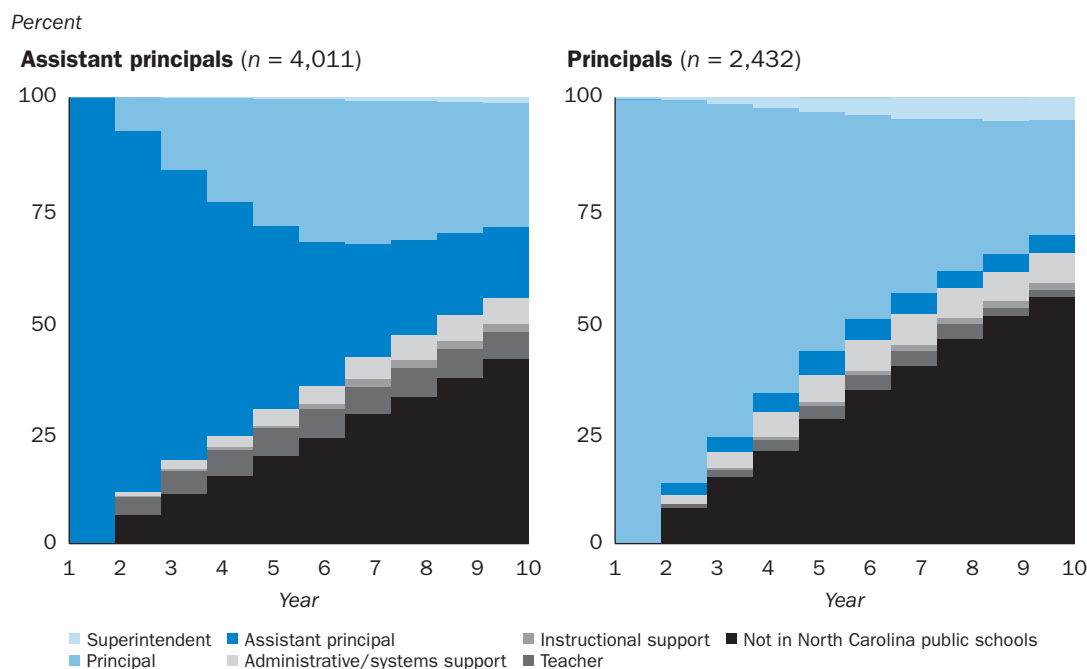 Percent
Assistant principals (n = 4,011)
Principals (n = 2,432)
100
75
50
25
0
1 2 3 4 5 6 7 8 9 10
Year
100
75
50
25
0
1 2 3 4 5 6 7 8 9 10
Year
Superintendent Assistant principal Instructional support Not in North Carolina public schools
Principal Administrative/systems support Teacher